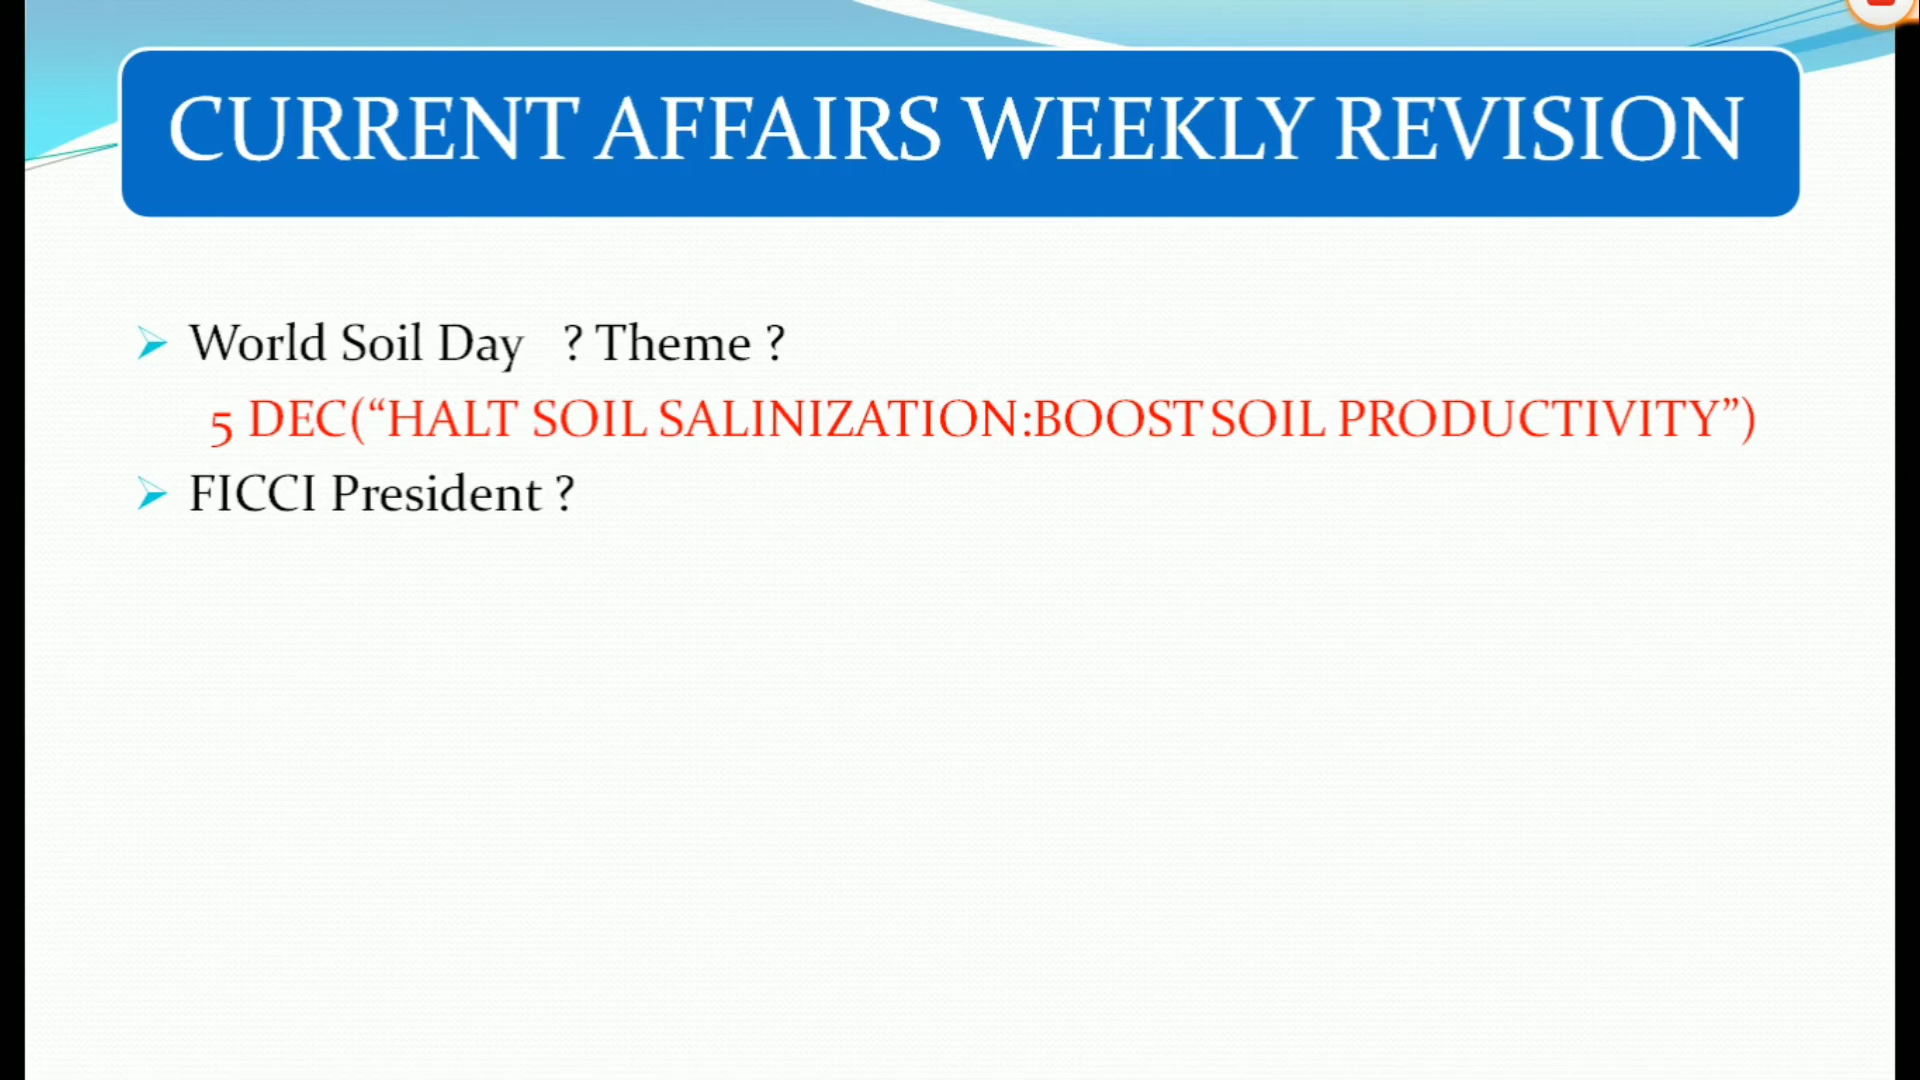 CURRENT AFFAIRS WEEKLY REVISION
World Soil Day ? Theme ?
5 DEC(“HALT SOIL SALINIZATION:BOOST SOIL PRODUCTIVITY”)
FICCI President ?